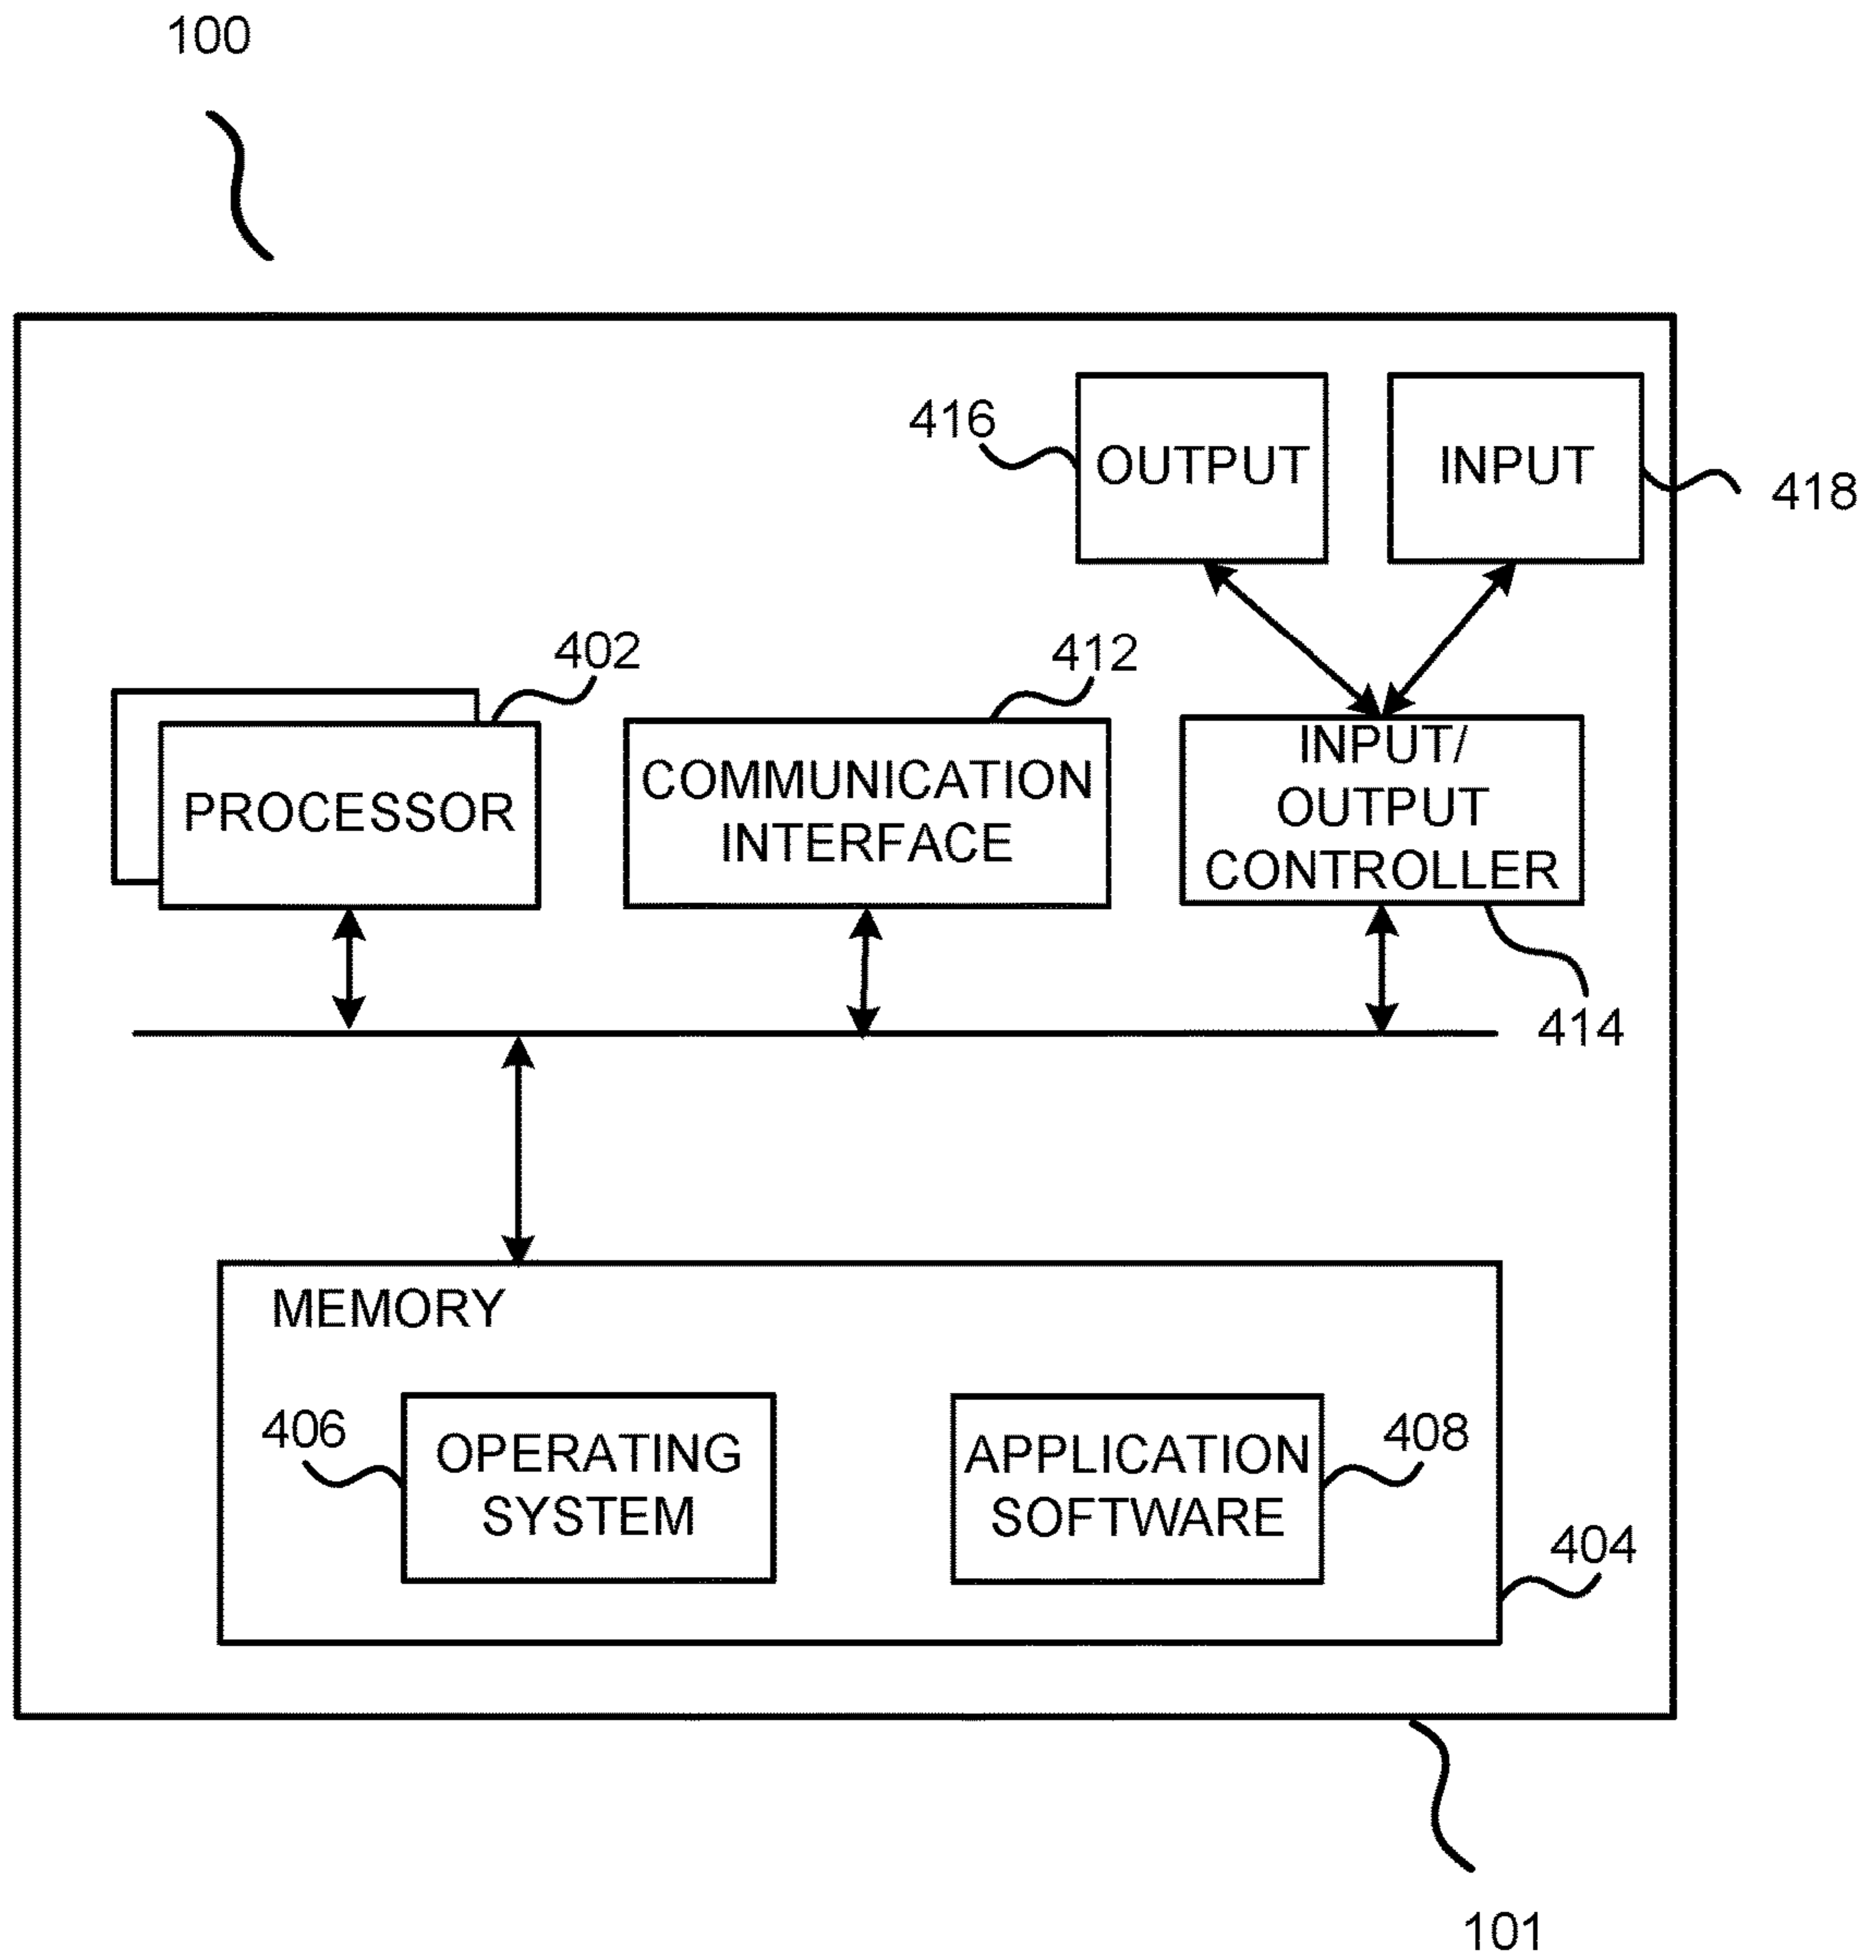 100
416
OUTPUT
INPUT
418
402
412
PROCESSOR
COMMUNICATION
INTERFACE
INPUT/
OUTPUT
CONTROLLER
414
MEMORY
406
OPERATING
SYSTEM
APPLICATION
SOFTWARE
408
404
101